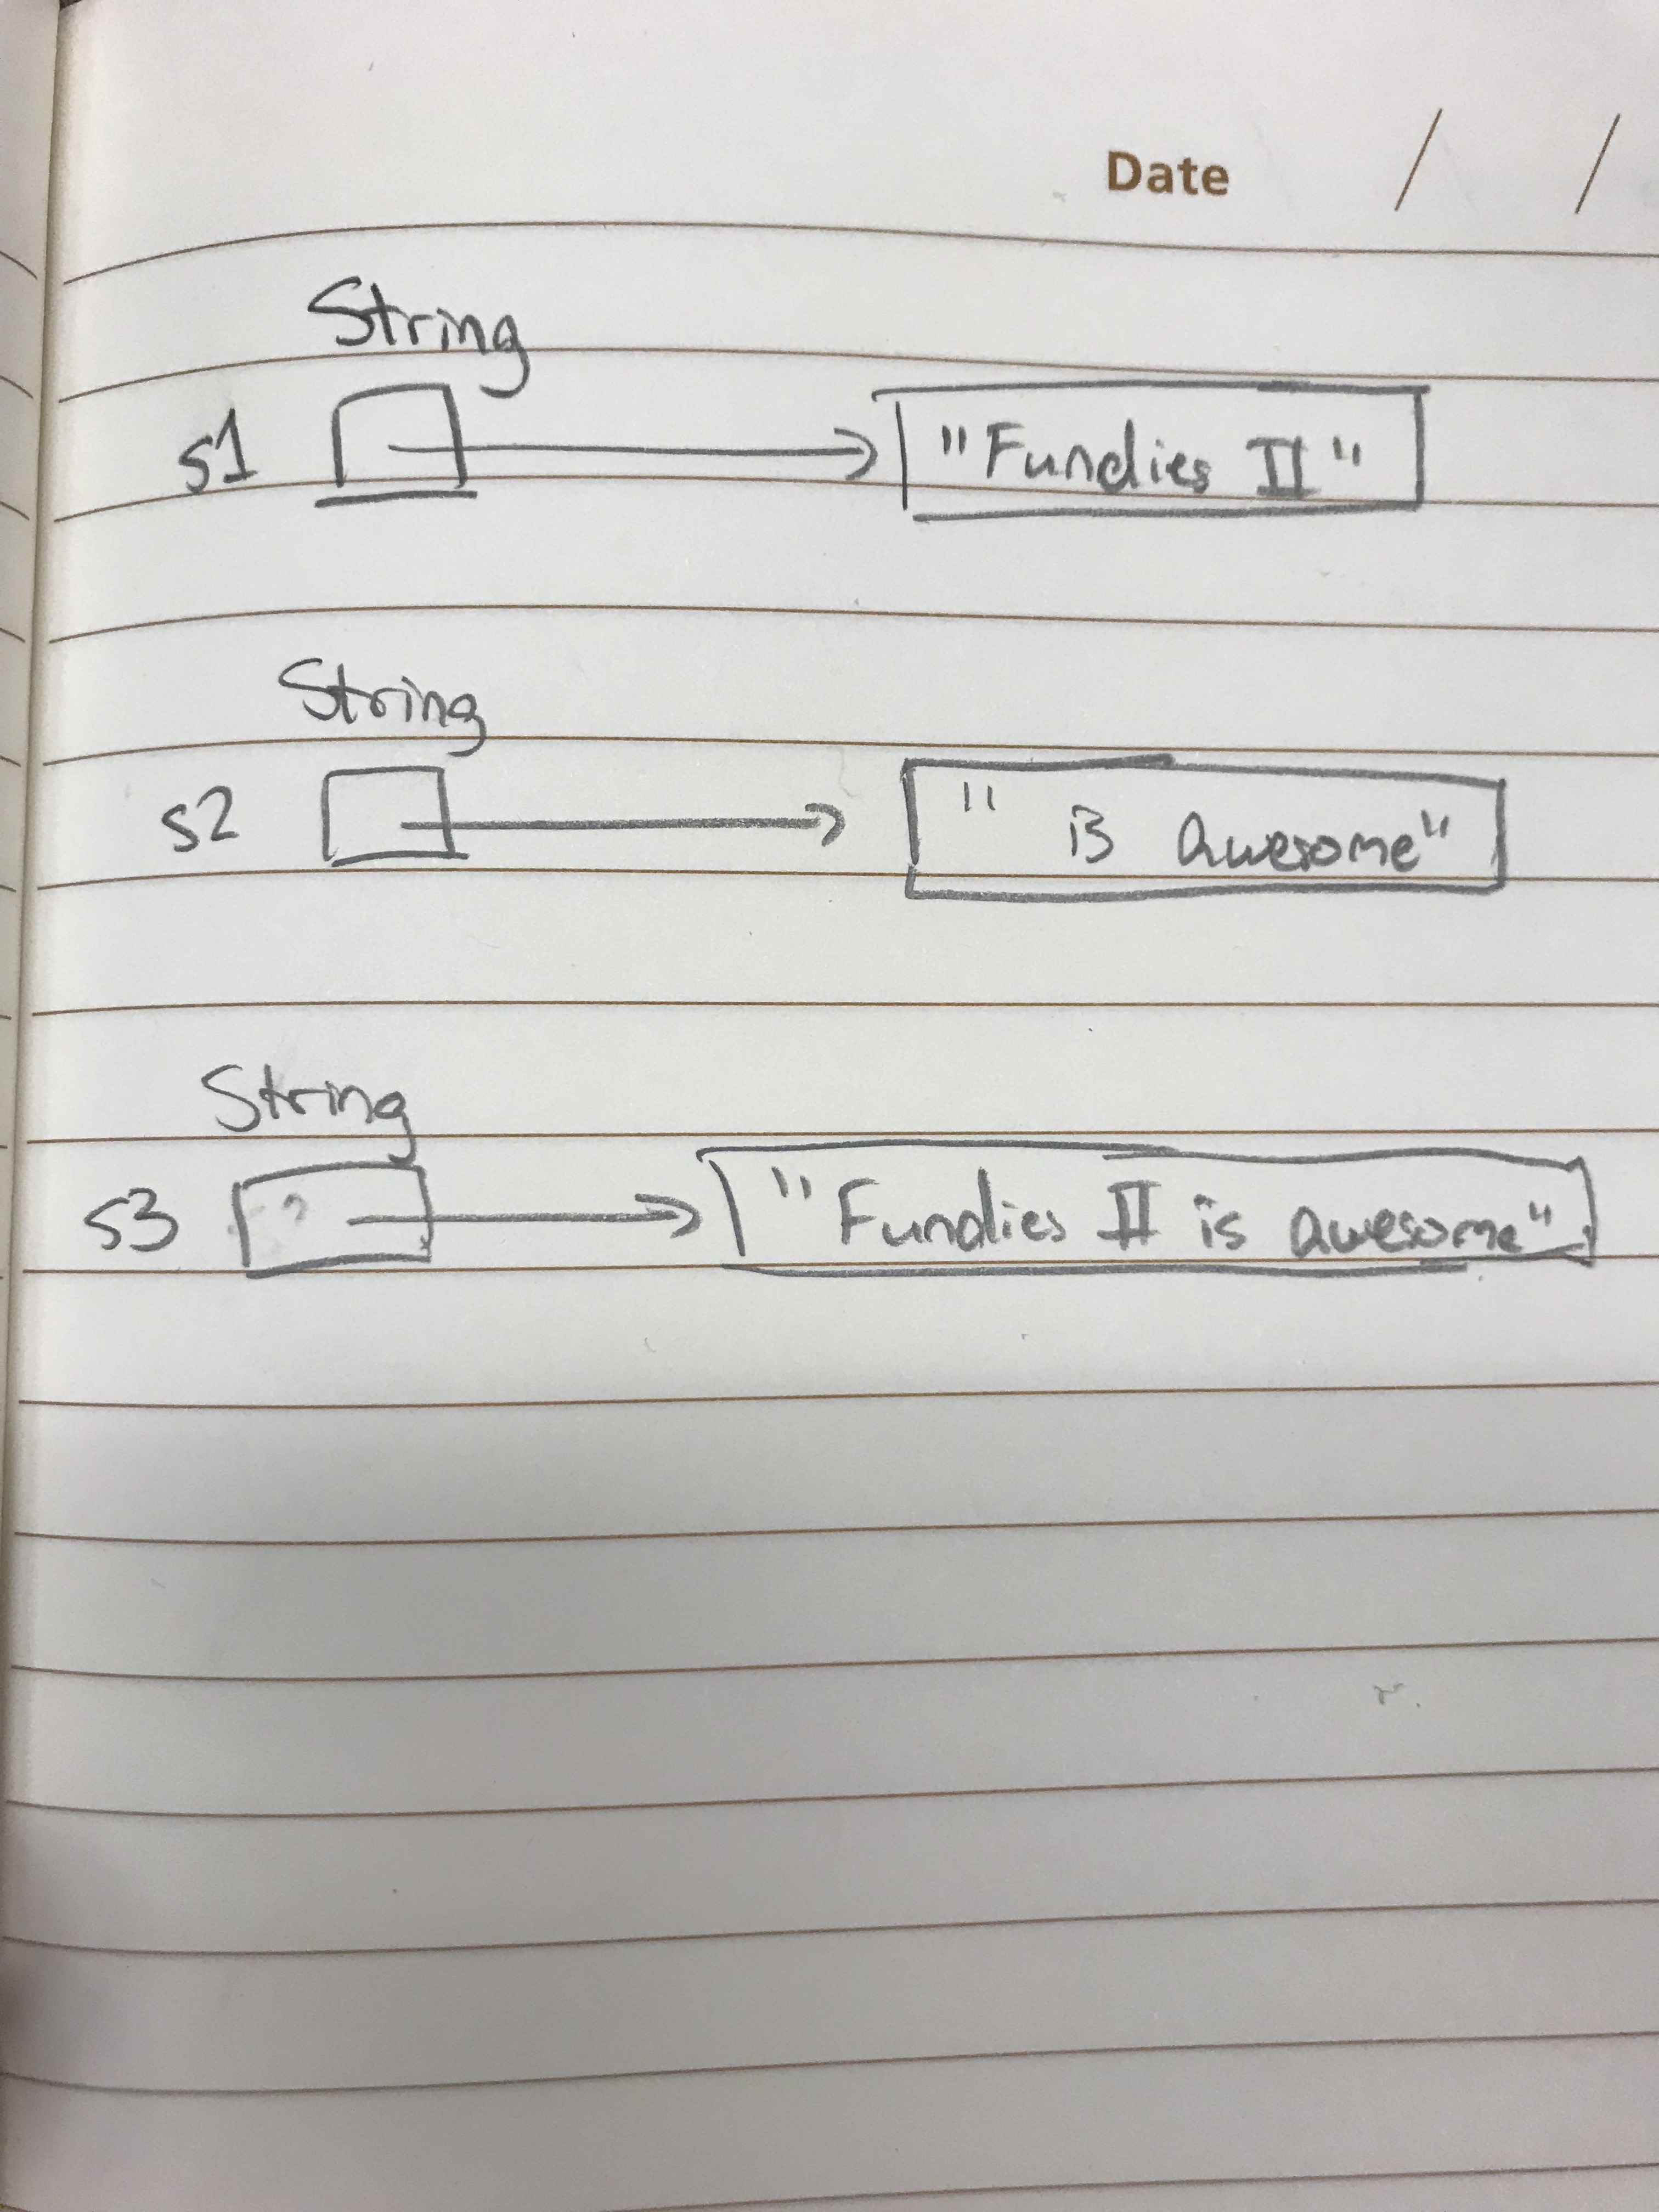 Date / /
String
s1 "Fundies II"
String
s2 " is awesome"
String
s3 "Fundies II is awesome"